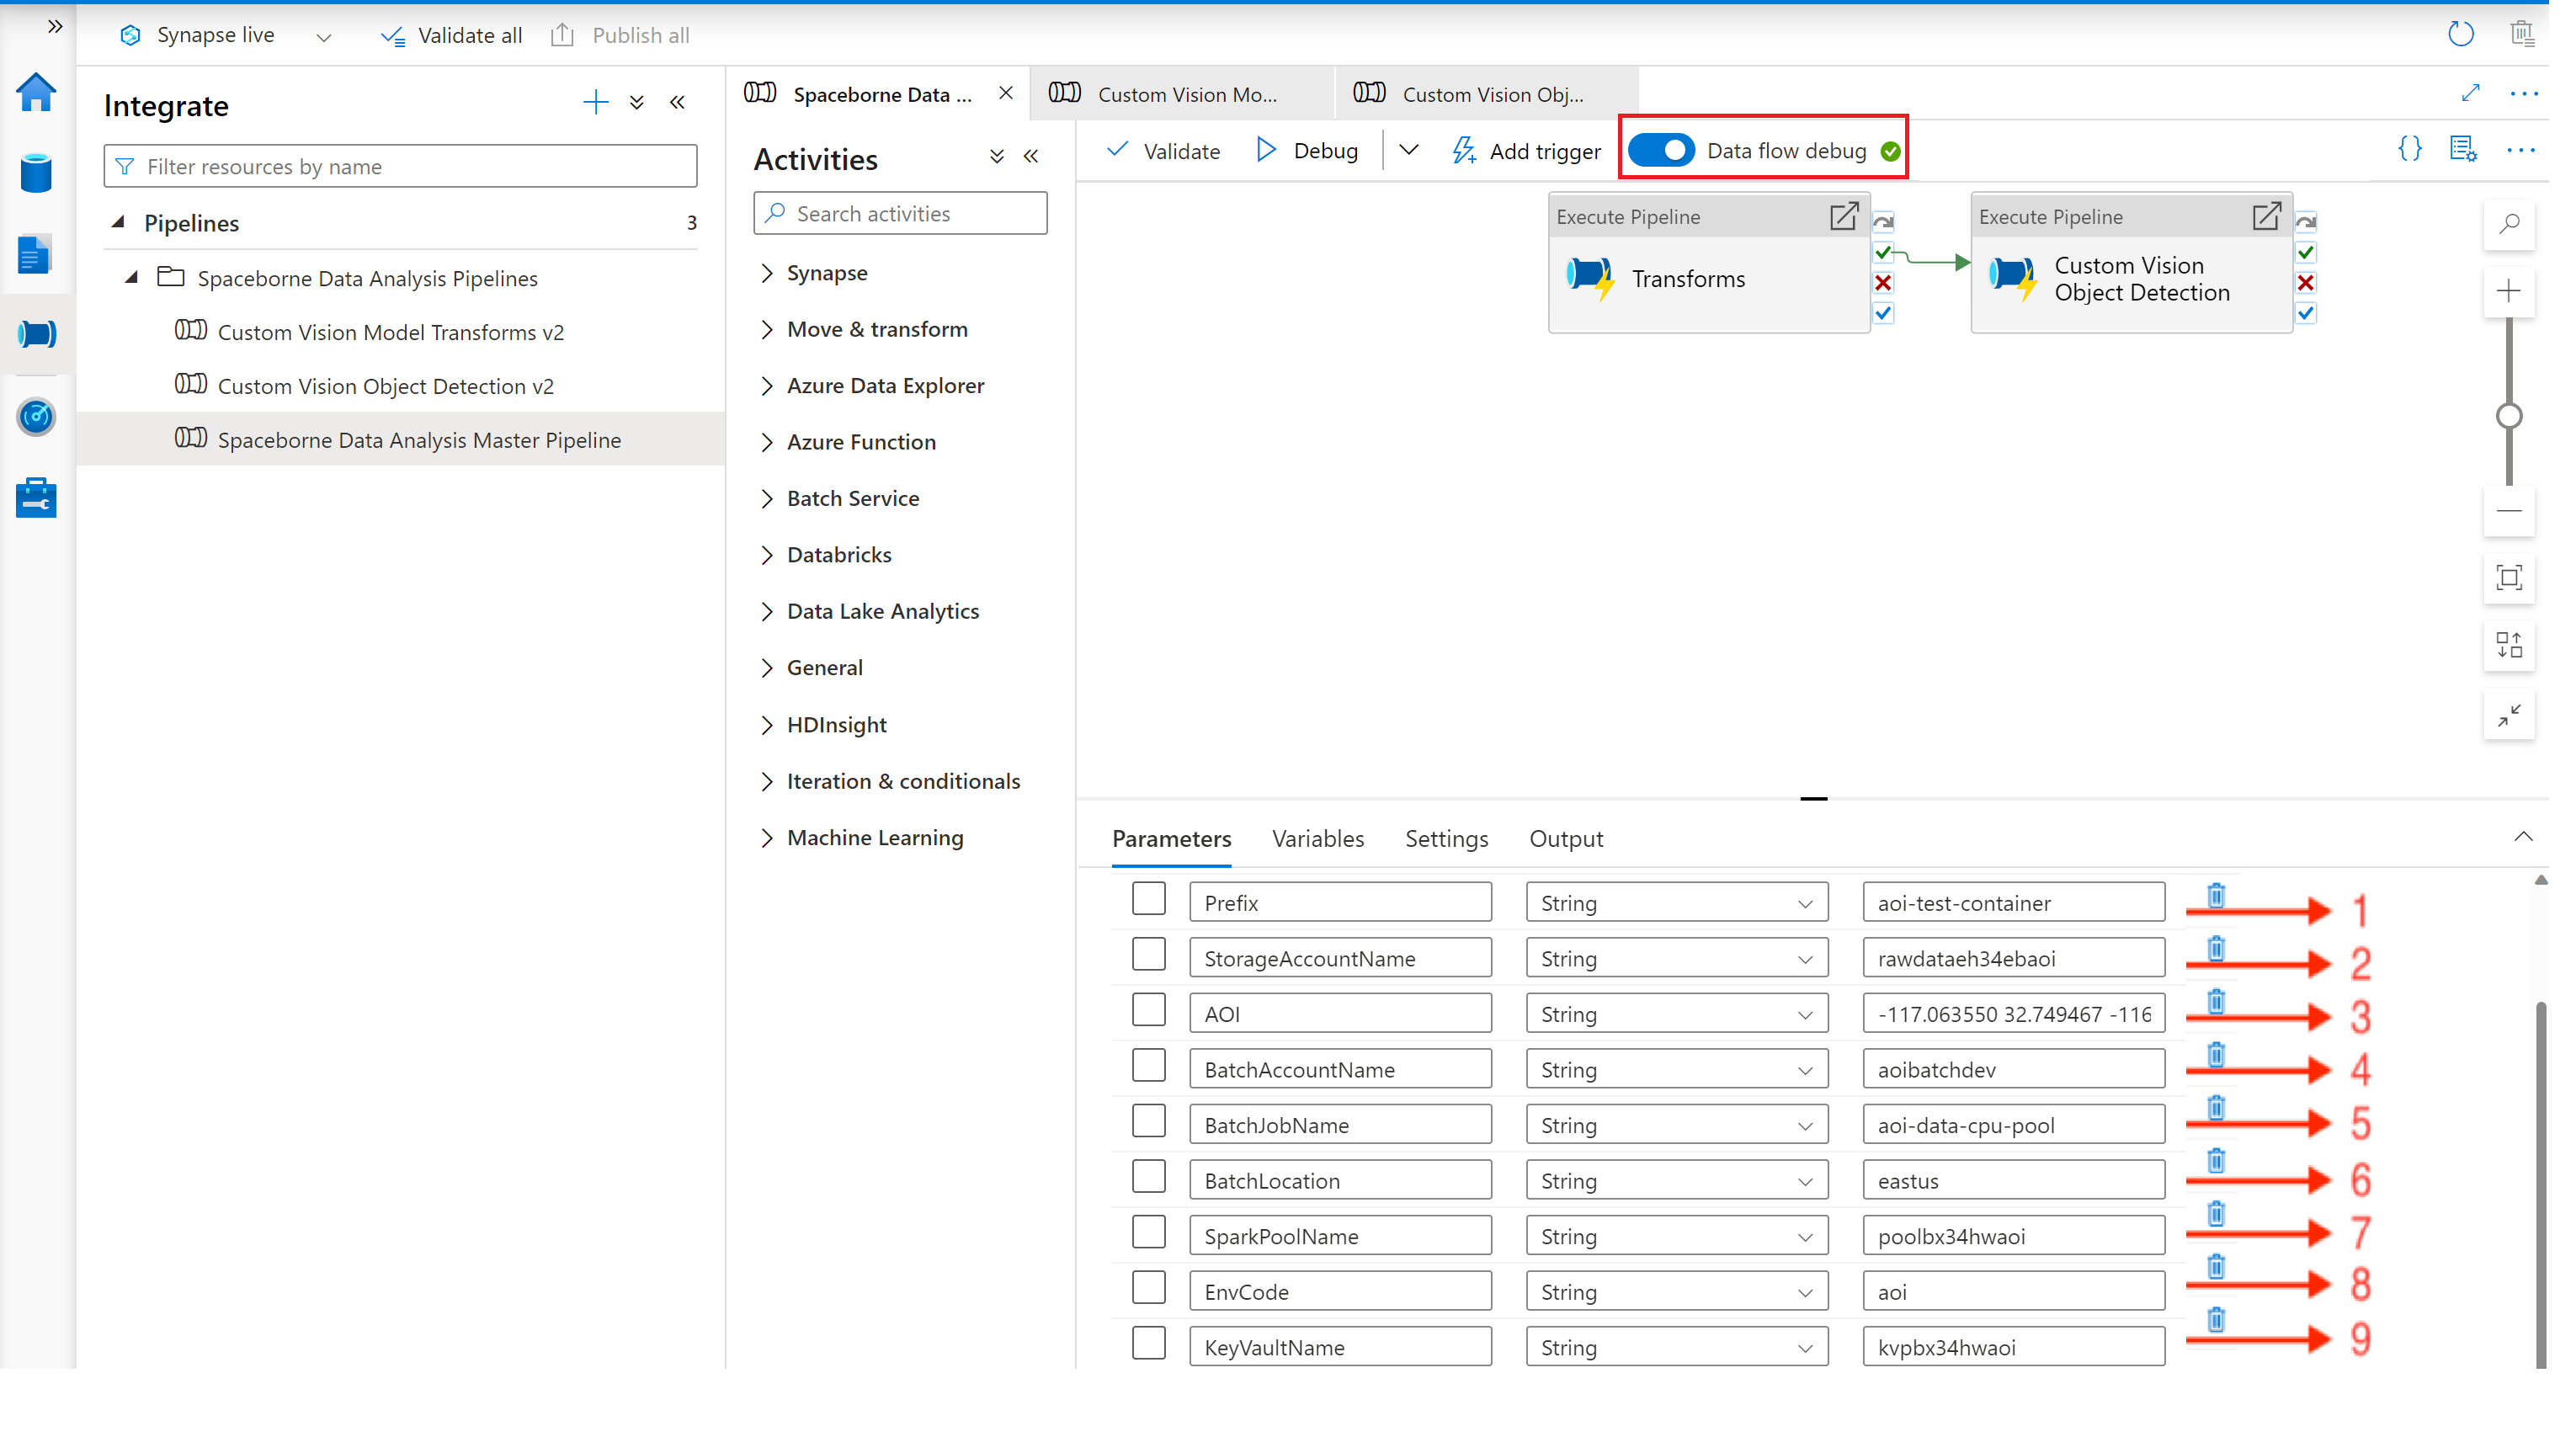 Synapse live
Validate all
Publish all
Integrate
Filter resources by name
Pipelines
3
Spaceborne Data Analysis Pipelines
Custom Vision Model Transforms v2
Custom Vision Object Detection v2
Spaceborne Data Analysis Master Pipeline
Spaceborne Data ...
Custom Vision Mo...
Custom Vision Obj...
Activities
Search activities
Synapse
Move & transform
Azure Data Explorer
Azure Function
Batch Service
Databricks
Data Lake Analytics
General
HDInsight
Iteration & conditionals
Machine Learning
Validate
Debug
Add trigger
Data flow debug
Execute Pipeline
Transforms
Execute Pipeline
Custom Vision
Object Detection
Parameters Variables Settings Output
Prefix String aoi-test-container 1
StorageAccountName String rawdataeh34ebaoi 2
AOI String -117.063550 32.749467 -116 3
BatchAccountName String aoibatchdev 4
BatchJobName String aoi-data-cpu-pool 5
BatchLocation String eastus 6
SparkPoolName String poolbx34hwaoi 7
EnvCode String aoi 8
KeyVaultName String kvpbx34hwaoi 9